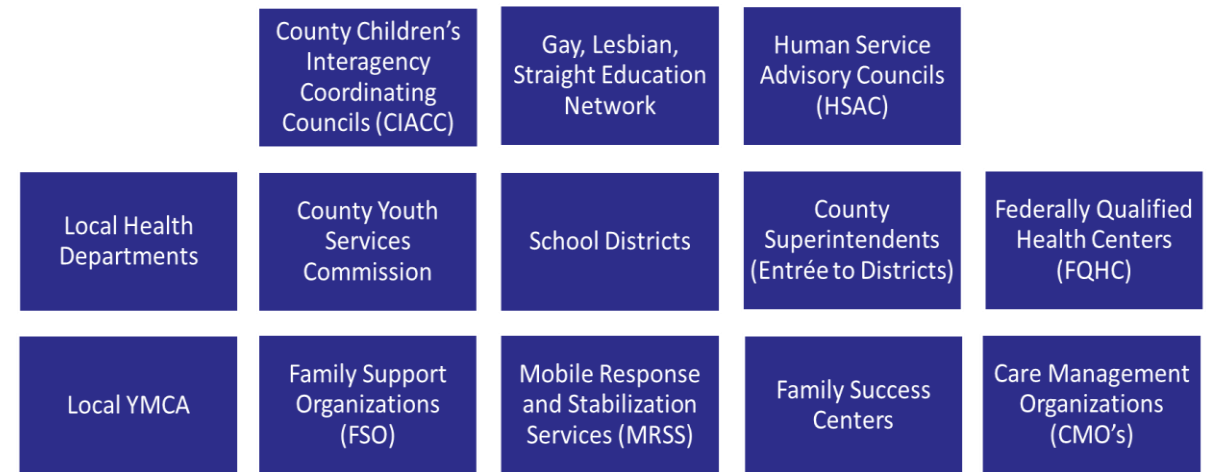 County Children's
Interagency
Coordinating
Councils (CIACC)
Gay, Lesbian,
Straight Education
Network
Human Service
Advisory Councils
(HSAC)
Local Health
Departments
County Youth
Services
Commission
School Districts
County
Superintendents
(Entrée to Districts)
Federally Qualified
Health Centers
(FQHC)
Local YMCA
Family Support
Organizations
(FSO)
Mobile Response
and Stabilization
Services (MRSS)
Family Success
Centers
Care Management
Organizations
(CMO's)